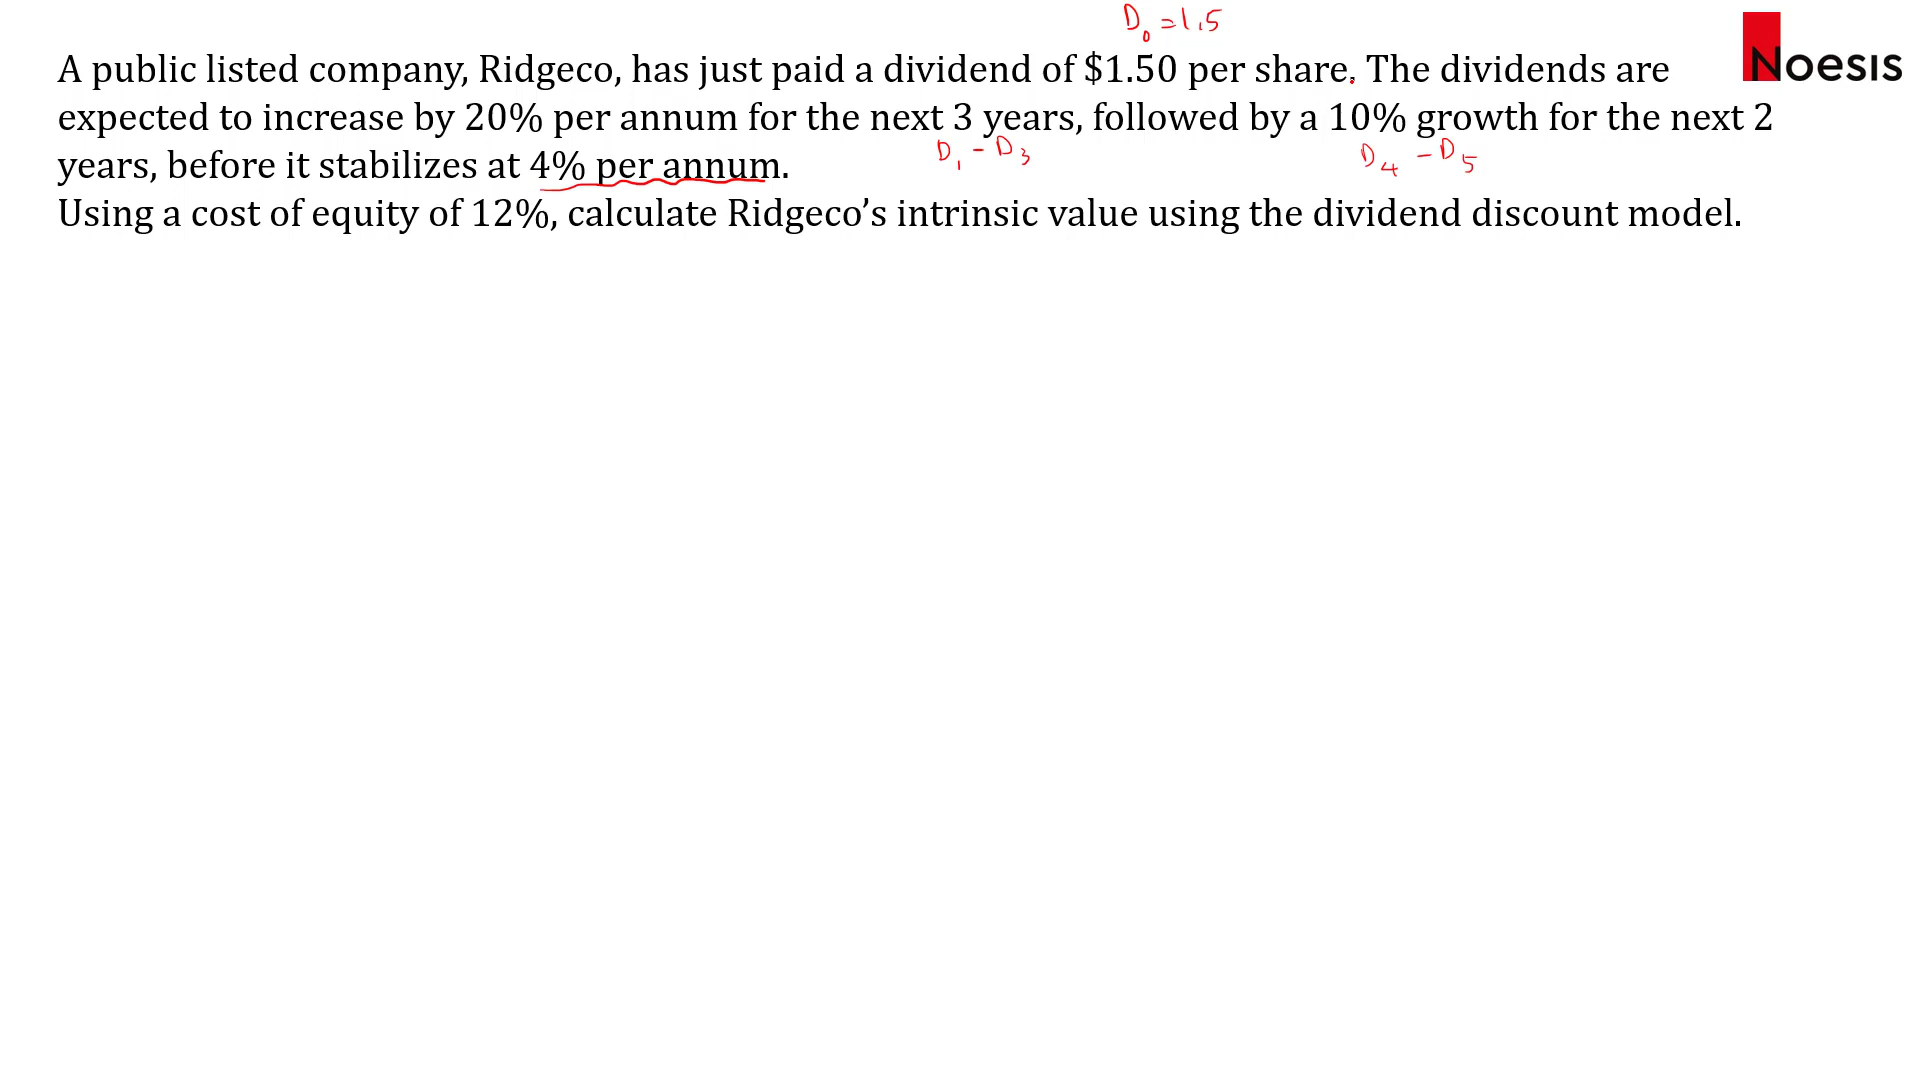 D₀ = 1.5
A public listed company, Ridgeco, has just paid a dividend of $1.50 per share. The dividends are
Noesis
expected to increase by 20% per annum for the next 3 years, followed by a 10% growth for the next 2
D₁ - D₃
D₄ - D₅
years, before it stabilizes at 4% per annum.
Using a cost of equity of 12%, calculate Ridgeco’s intrinsic value using the dividend discount model.